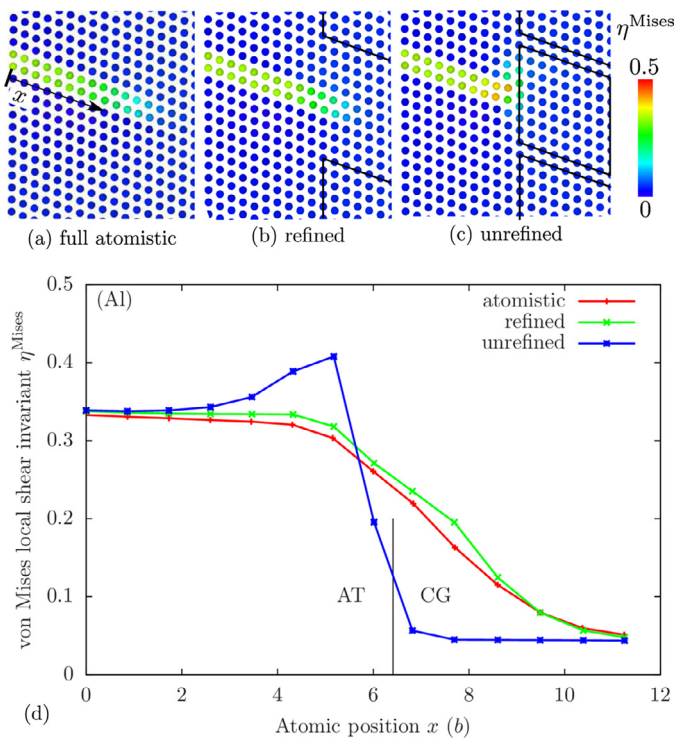 η^Mises
0.5
0
x
(a) full atomistic
(b) refined
(c) unrefined
(Al)
atomistic
refined
unrefined
0.5
0.4
0.3
0.2
0.1
0
von Mises local shear invariant η^Mises
AT
CG
0 2 4 6 8 10 12
Atomic position x (b)
(d)